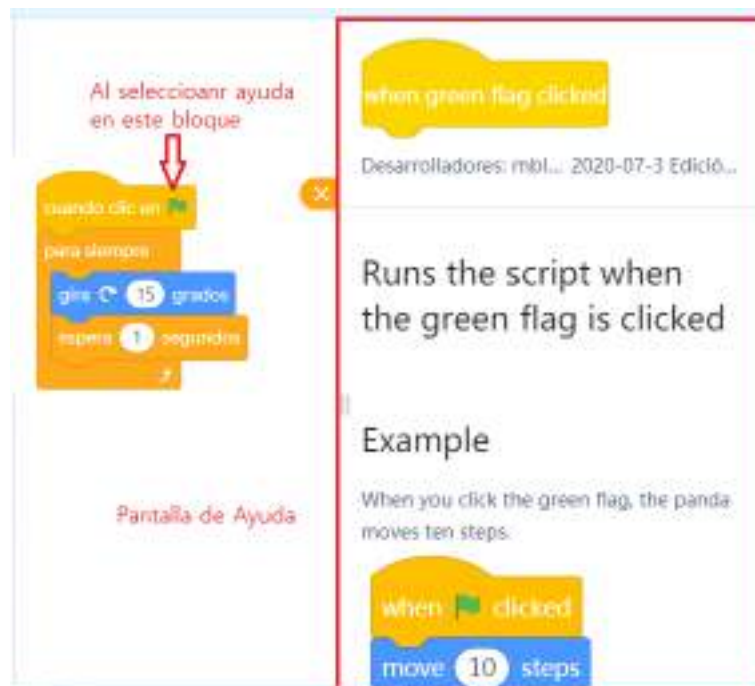 Al seleccioanr ayuda
en este bloque
cuando clic en
para siempre
gira 15 grados
espera 1 segundos
Pantalla de Ayuda
when green flag clicked
Desarrolladores: mbl... 2020-07-3 Edició...
Runs the script when
the green flag is clicked
Example
When you click the green flag, the panda
moves ten steps.
when clicked
move 10 steps